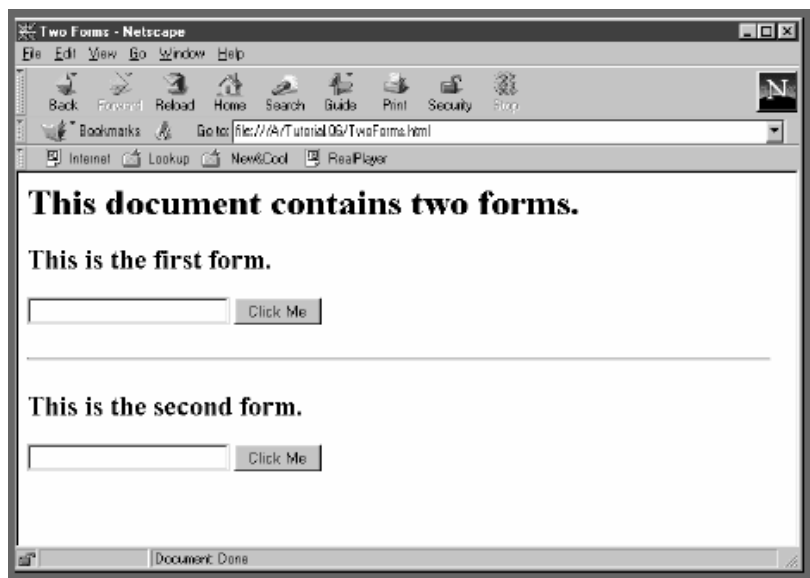 Two Forms - Netscape
File Edit View Go Window Help
Back Forward Reload Home Search Guide Print Security Stop
N
Bookmarks Go to: file:///A|/Tutorial.06/TwoForms.html
Internet Lookup New&Cool RealPlayer
This document contains two forms.
This is the first form.
Click Me
This is the second form.
Click Me
Document: Done